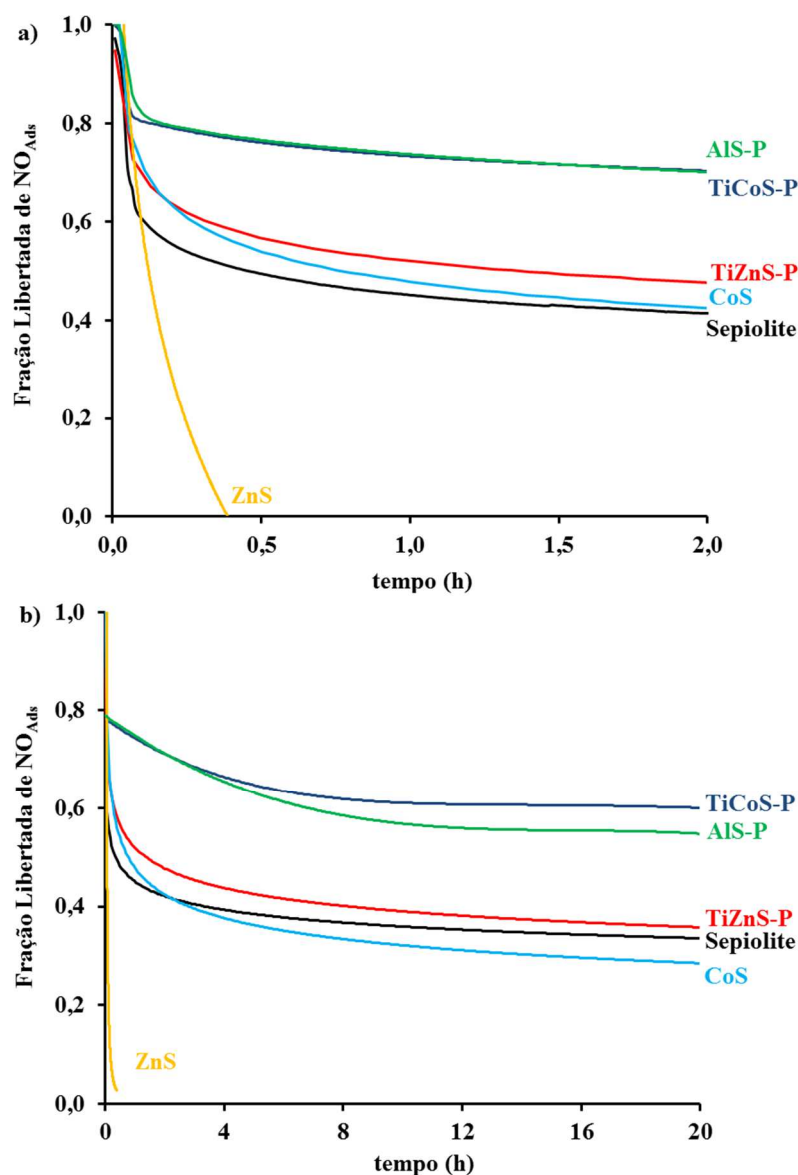 a)
Fração Libertada de NOAds
1,0
0,8
0,6
0,4
0,2
0,0
AlS-P
TiCoS-P
TiZnS-P
CoS
Sepiolite
ZnS
0,0 0,5 1,0 1,5 2,0
tempo (h)
b)
Fração Libertada de NOAds
1,0
0,8
0,6
0,4
0,2
0,0
TiCoS-P
AlS-P
TiZnS-P
Sepiolite
CoS
ZnS
0 4 8 12 16 20
tempo (h)